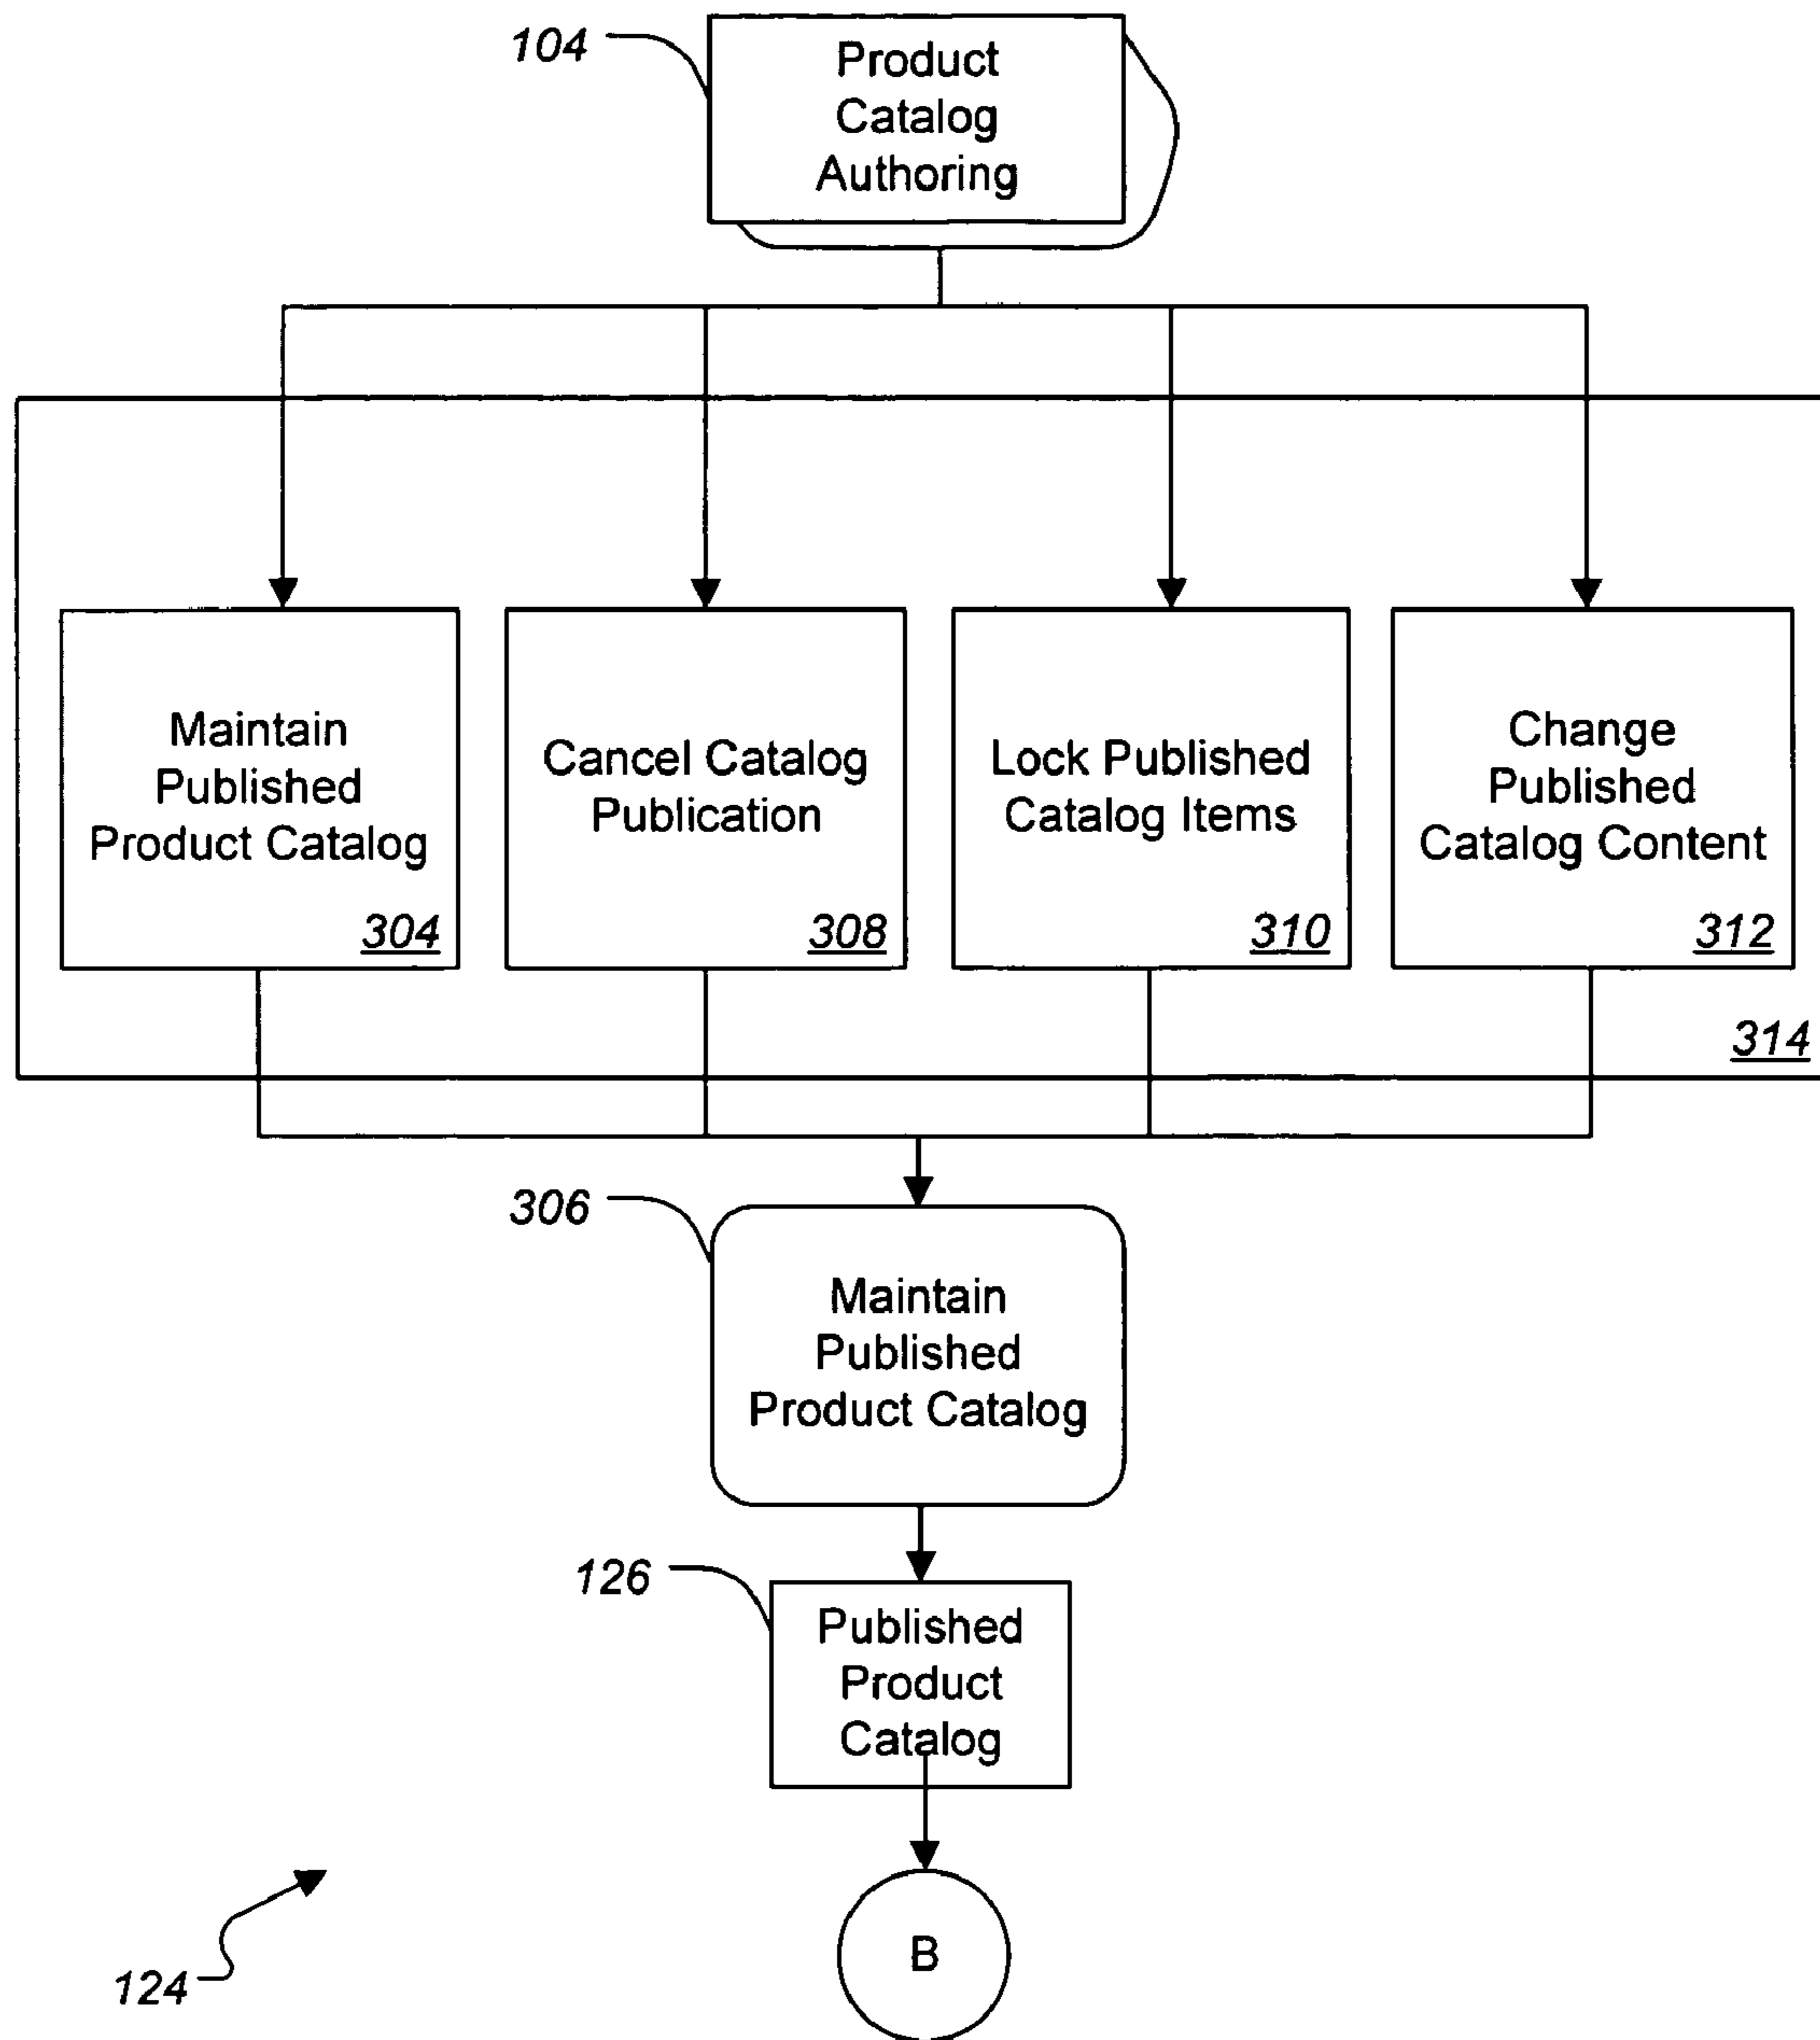 104
Product
Catalog
Authoring
Maintain
Published
Product Catalog
304
Cancel Catalog
Publication
308
Lock Published
Catalog Items
310
Change
Published
Catalog Content
312
314
306
Maintain
Published
Product Catalog
126
Published
Product
Catalog
B
124